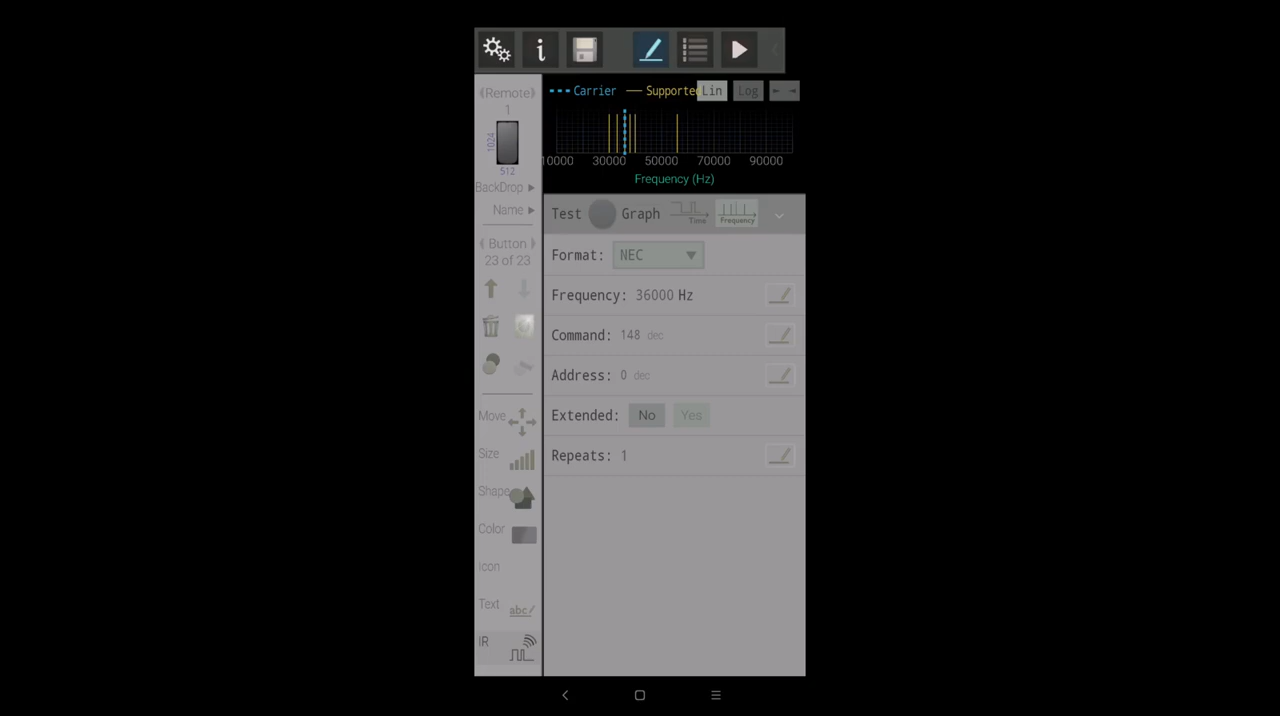 Carrier Supported Lin Log
10000 30000 50000 70000 90000
Frequency (Hz)
Remote
1
1024
512
BackDrop
Name
Button
23 of 23
Move
Size
Shape
Color
Icon
Text abc
IR
Test Graph Time Frequency
Format: NEC
Frequency: 36000 Hz
Command: 148 dec
Address: 0 dec
Extended: No Yes
Repeats: 1